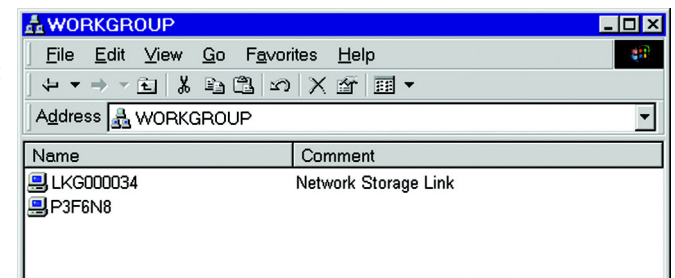 WORKGROUP
File Edit View Go Favorites Help
Address WORKGROUP
Name Comment
LKG000034 Network Storage Link
P3F6N8